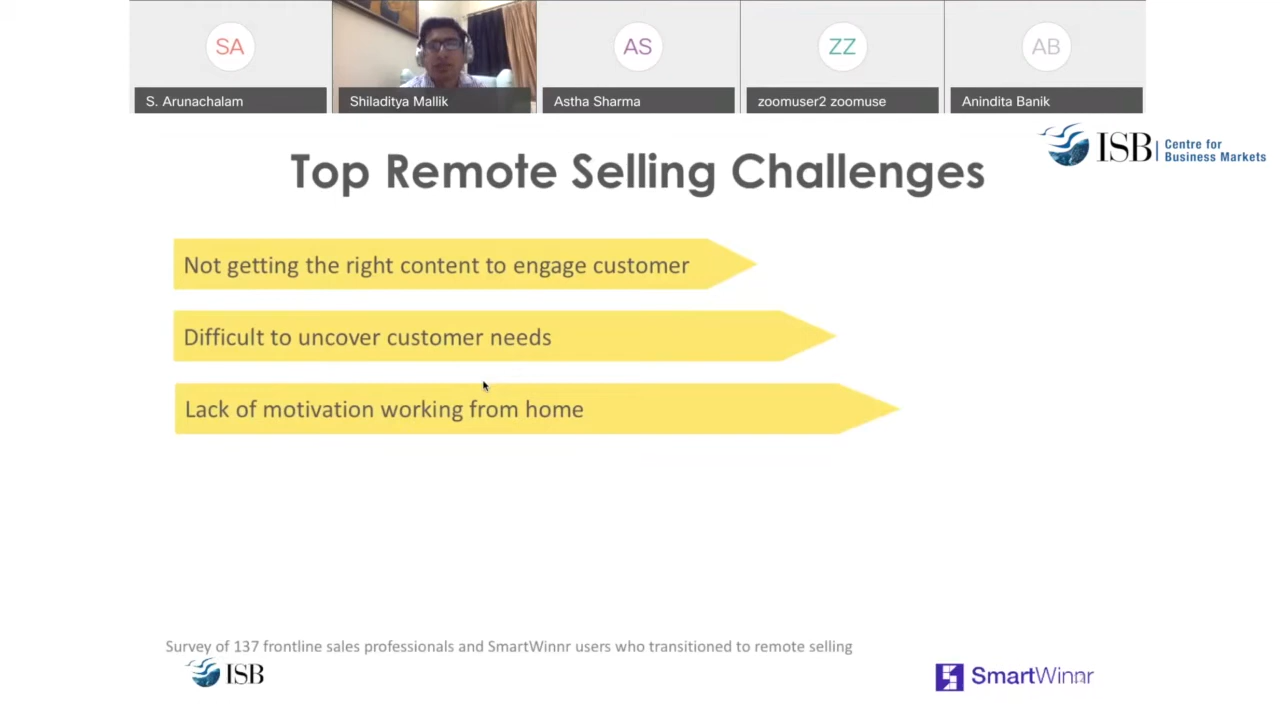 SA
AS
ZZ
AB
S. Arunachalam
Shiladitya Mallik
Astha Sharma
zoomuser2 zoomuse
Anindita Banik
ISB
Centre for
Business Markets
Top Remote Selling Challenges
Not getting the right content to engage customer
Difficult to uncover customer needs
Lack of motivation working from home
Survey of 137 frontline sales professionals and SmartWinnr users who transitioned to remote selling
ISB
SmartWinnr